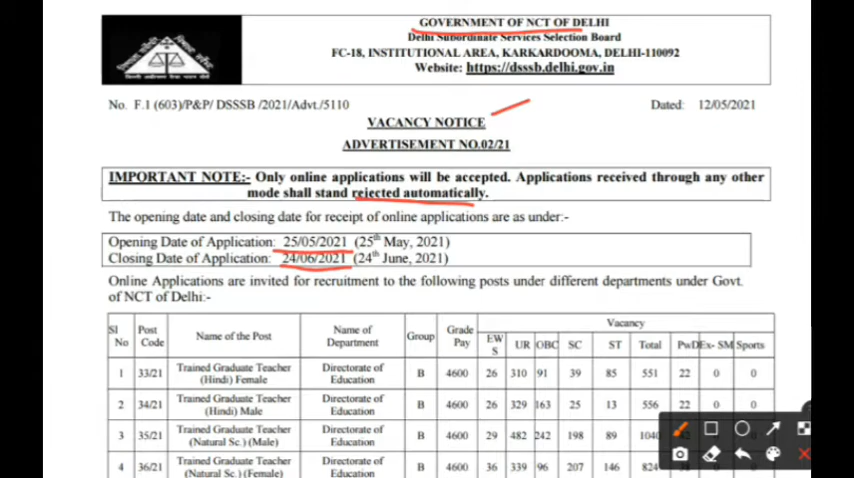 GOVERNMENT OF NCT OF DELHI
Delhi Subordinate Services Selection Board
FC-18, INSTITUTIONAL AREA, KARKARDOOMA, DELHI-110092
Website: https://dsssb.delhi.gov.in
No. F.1 (603)/P&P/ DSSSB /2021/Advt./5110 Dated: 12/05/2021
VACANCY NOTICE
ADVERTISEMENT NO.02/21
IMPORTANT NOTE:- Only online applications will be accepted. Applications received through any other
mode shall stand rejected automatically.
The opening date and closing date for receipt of online applications are as under:-
Opening Date of Application: 25/05/2021 (25th May, 2021)
Closing Date of Application: 24/06/2021 (24th June, 2021)
Online Applications are invited for recruitment to the following posts under different departments under Govt.
of NCT of Delhi:-
Sl No Post Code Name of the Post Name of Department Group Grade Pay Vacancy
EWS UR OBC SC ST Total PwD Ex- SM Sports
1 33/21 Trained Graduate Teacher (Hindi) Female Directorate of Education B 4600 26 310 91 39 85 551 22 0 0
2 34/21 Trained Graduate Teacher (Hindi) Male Directorate of Education B 4600 26 329 163 25 13 556 22 0 0
3 35/21 Trained Graduate Teacher (Natural Sc.) (Male) Directorate of Education B 4600 29 482 242 198 89 1040
4 36/21 Trained Graduate Teacher (Natural Sc.) (Female) Directorate of Education B 4600 36 339 96 207 146 824